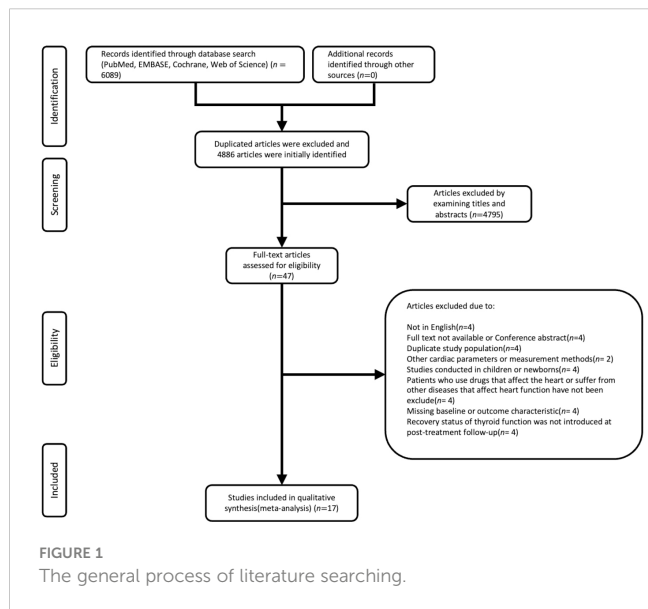 Identification
Records identified through database search
(PubMed, EMBASE, Cochrane, Web of Science) (n =
6089)
Additional records
identified through other
sources (n=0)
Duplicated articles were excluded and
4886 articles were initially identified
Screening
Articles excluded by
examining titles and
abstracts (n=4795)
Full-text articles
assessed for eligibility
(n=47)
Eligibility
Articles excluded due to:
Not in English(n=4)
Full text not available or Conference abstract(n=4)
Duplicate study population(n=4)
Other cardiac parameters or measurement methods(n= 2)
Studies conducted in children or newborns(n= 4)
Patients who use drugs that affect the heart or suffer from
other diseases that affect heart function have not been
exclude(n= 4)
Missing baseline or outcome characteristic(n= 4)
Recovery status of thyroid function was not introduced at
post-treatment follow-up(n= 4)
Included
Studies included in qualitative
synthesis(meta-analysis) (n=17)
FIGURE 1
The general process of literature searching.